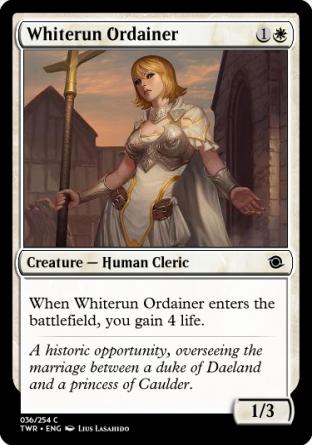 Whiterun Ordainer 1
Creature — Human Cleric
When Whiterun Ordainer enters the
battlefield, you gain 4 life.
A historic opportunity, overseeing the
marriage between a duke of Daeland
and a princess of Caulder.
1/3
036/254 C
TWR • ENG Lius Lasahido